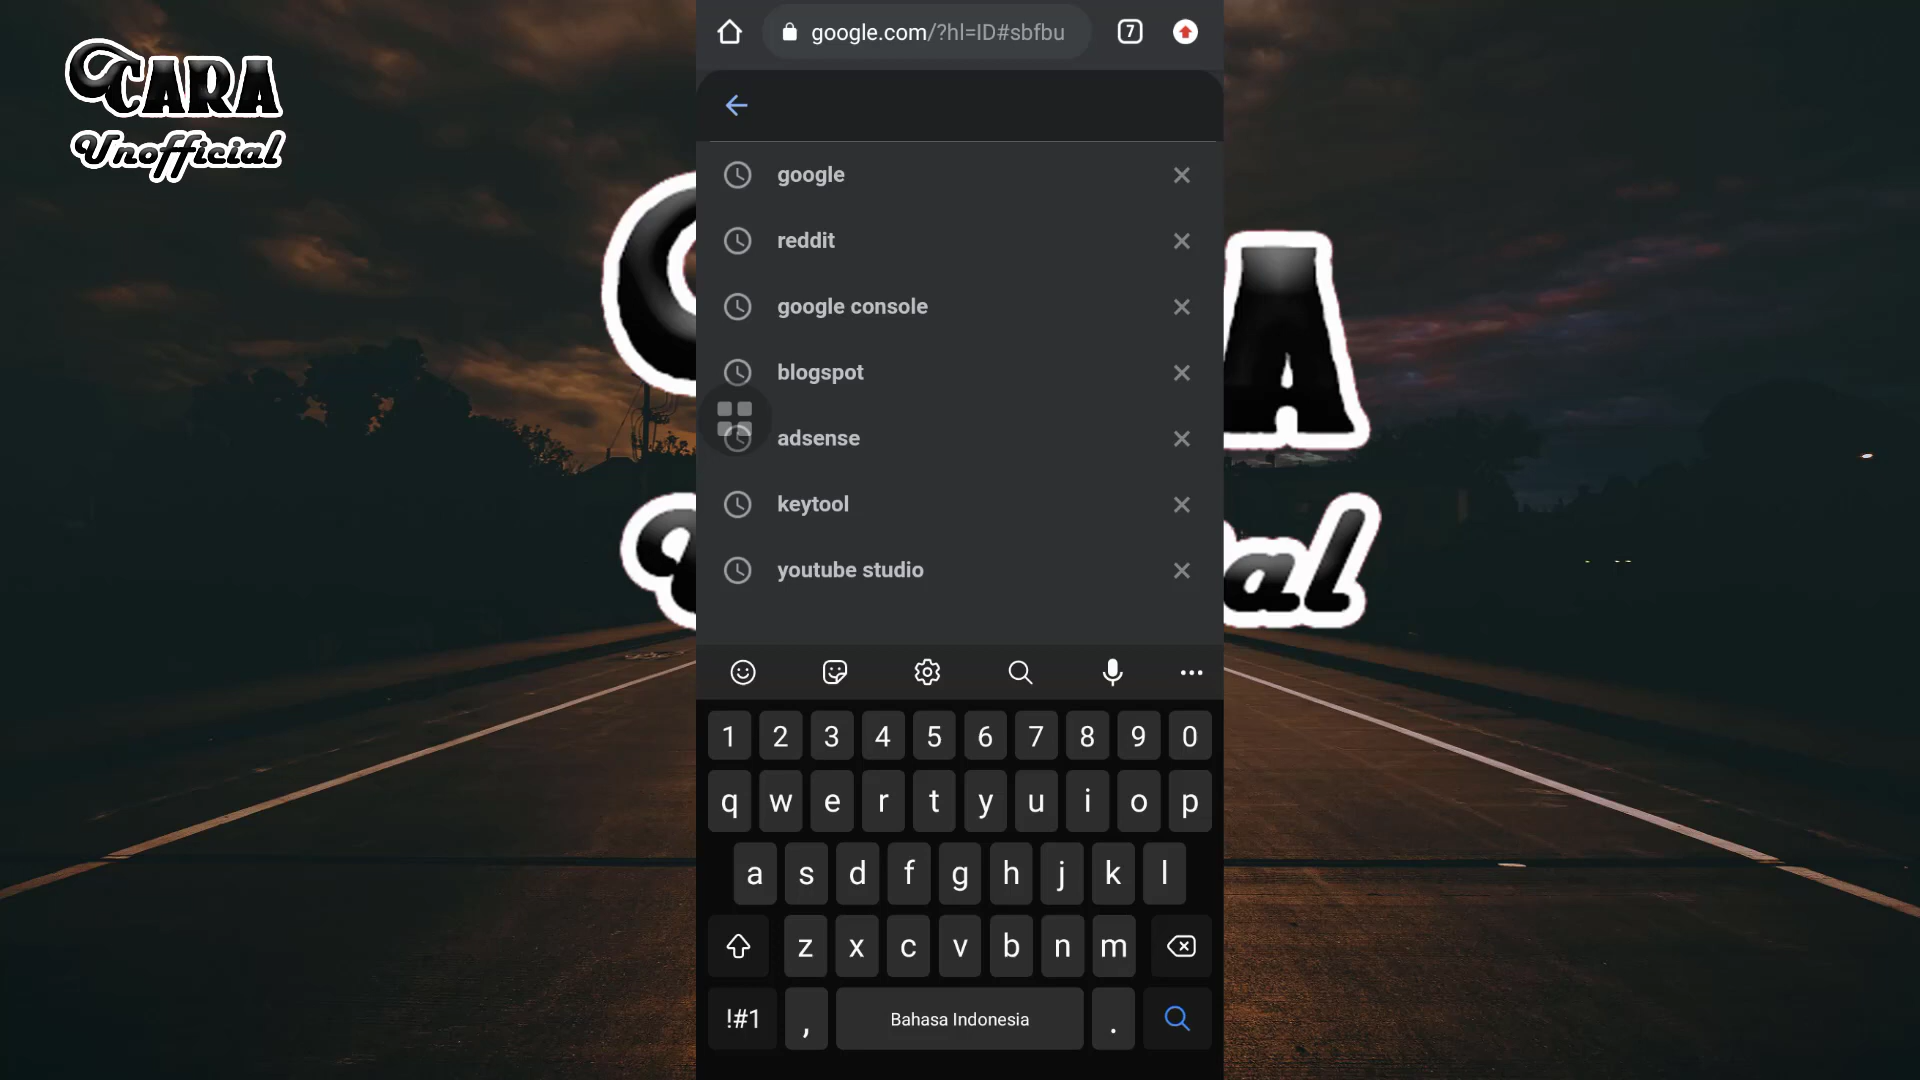 CARA
Unofficial
google.com/?hl=ID#sbfbu
7
google
reddit
google console
blogspot
adsense
keytool
youtube studio
1 2 3 4 5 6 7 8 9 0
q w e r t y u i o p
a s d f g h j k l
z x c v b n m
!#1 , Bahasa Indonesia .
A
al